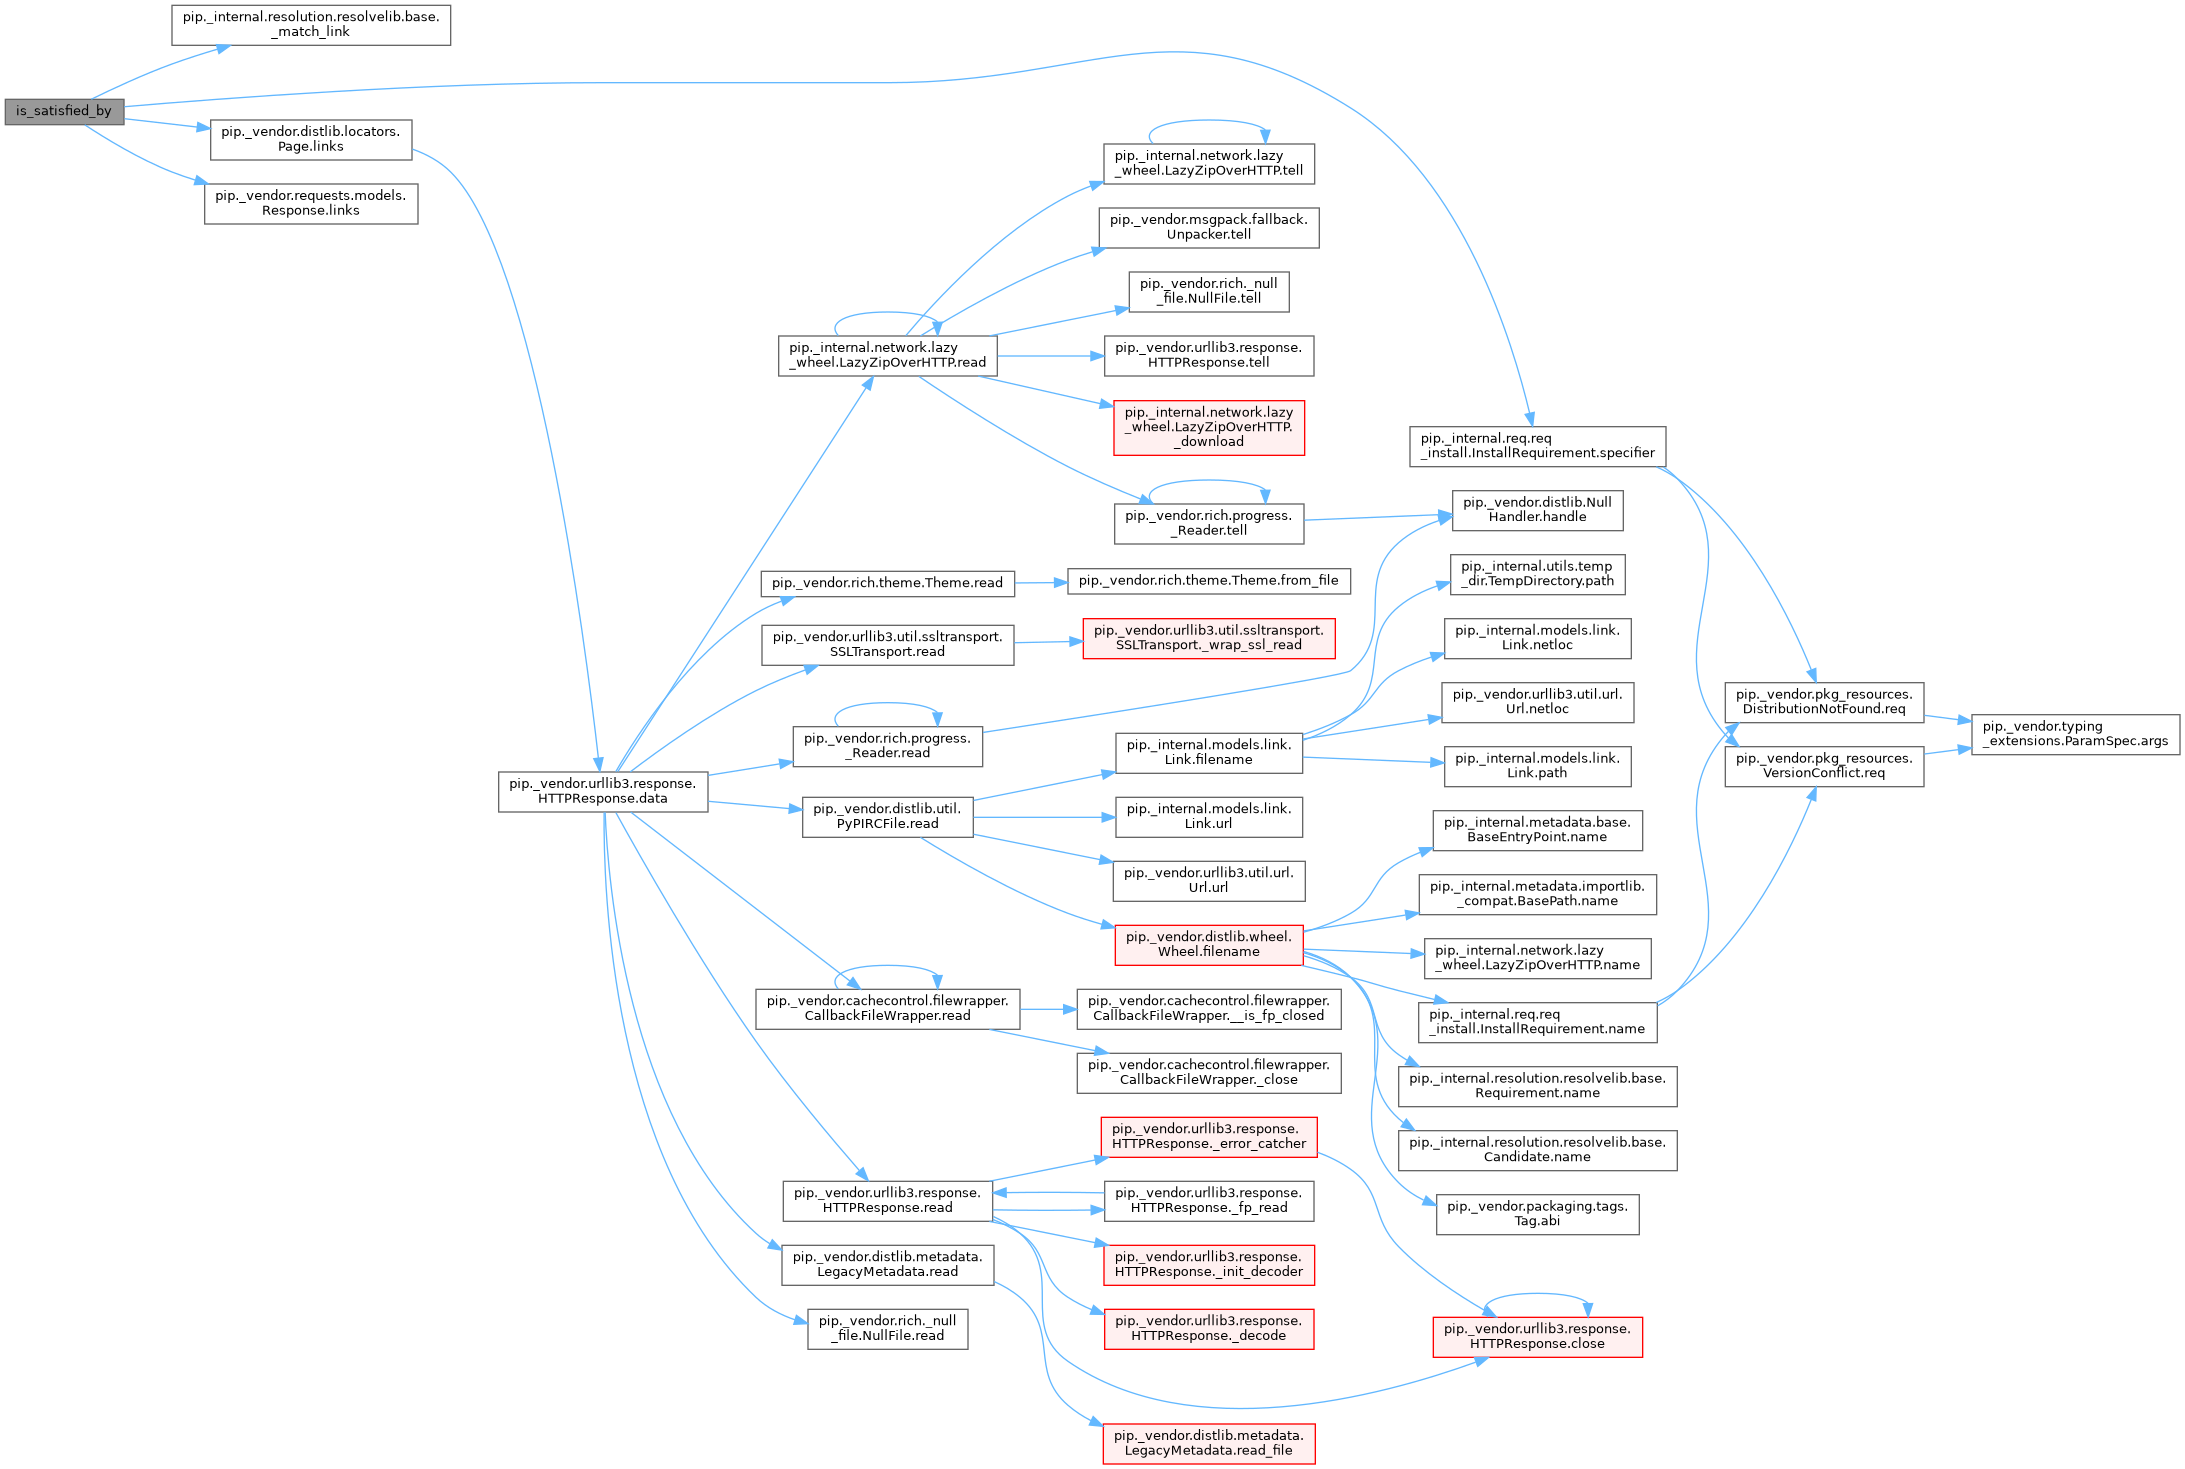 pip._internal.resolution.resolvelib.base.
_match_link
is_satisfied_by
pip._vendor.distlib.locators.
Page.links
pip._vendor.requests.models.
Response.links
pip._vendor.urllib3.response.
HTTPResponse.data
pip._internal.network.lazy
_wheel.LazyZipOverHTTP.read
pip._vendor.rich.theme.Theme.read
pip._vendor.urllib3.util.ssltransport.
SSLTransport.read
pip._vendor.rich.progress.
_Reader.read
pip._vendor.distlib.util.
PyPIRCFile.read
pip._vendor.cachecontrol.filewrapper.
CallbackFileWrapper.read
pip._vendor.urllib3.response.
HTTPResponse.read
pip._vendor.distlib.metadata.
LegacyMetadata.read
pip._vendor.rich._null
_file.NullFile.read
pip._internal.network.lazy
_wheel.LazyZipOverHTTP.tell
pip._vendor.msgpack.fallback.
Unpacker.tell
pip._vendor.rich._null
_file.NullFile.tell
pip._vendor.urllib3.response.
HTTPResponse.tell
pip._internal.network.lazy
_wheel.LazyZipOverHTTP.
_download
pip._vendor.rich.progress.
_Reader.tell
pip._vendor.rich.theme.Theme.from_file
pip._vendor.urllib3.util.ssltransport.
SSLTransport._wrap_ssl_read
pip._internal.models.link.
Link.filename
pip._internal.models.link.
Link.url
pip._vendor.urllib3.util.url.
Url.url
pip._vendor.distlib.wheel.
Wheel.filename
pip._vendor.cachecontrol.filewrapper.
CallbackFileWrapper.__is_fp_closed
pip._vendor.cachecontrol.filewrapper.
CallbackFileWrapper._close
pip._vendor.urllib3.response.
HTTPResponse._error_catcher
pip._vendor.urllib3.response.
HTTPResponse._fp_read
pip._vendor.urllib3.response.
HTTPResponse._init_decoder
pip._vendor.urllib3.response.
HTTPResponse._decode
pip._vendor.distlib.metadata.
LegacyMetadata.read_file
pip._internal.req.req
_install.InstallRequirement.specifier
pip._vendor.distlib.Null
Handler.handle
pip._internal.utils.temp
_dir.TempDirectory.path
pip._internal.models.link.
Link.netloc
pip._vendor.urllib3.util.url.
Url.netloc
pip._internal.models.link.
Link.path
pip._internal.metadata.base.
BaseEntryPoint.name
pip._internal.metadata.importlib.
_compat.BasePath.name
pip._internal.network.lazy
_wheel.LazyZipOverHTTP.name
pip._internal.req.req
_install.InstallRequirement.name
pip._internal.resolution.resolvelib.base.
Requirement.name
pip._internal.resolution.resolvelib.base.
Candidate.name
pip._vendor.packaging.tags.
Tag.abi
pip._vendor.urllib3.response.
HTTPResponse.close
pip._vendor.pkg_resources.
DistributionNotFound.req
pip._vendor.pkg_resources.
VersionConflict.req
pip._vendor.typing
_extensions.ParamSpec.args